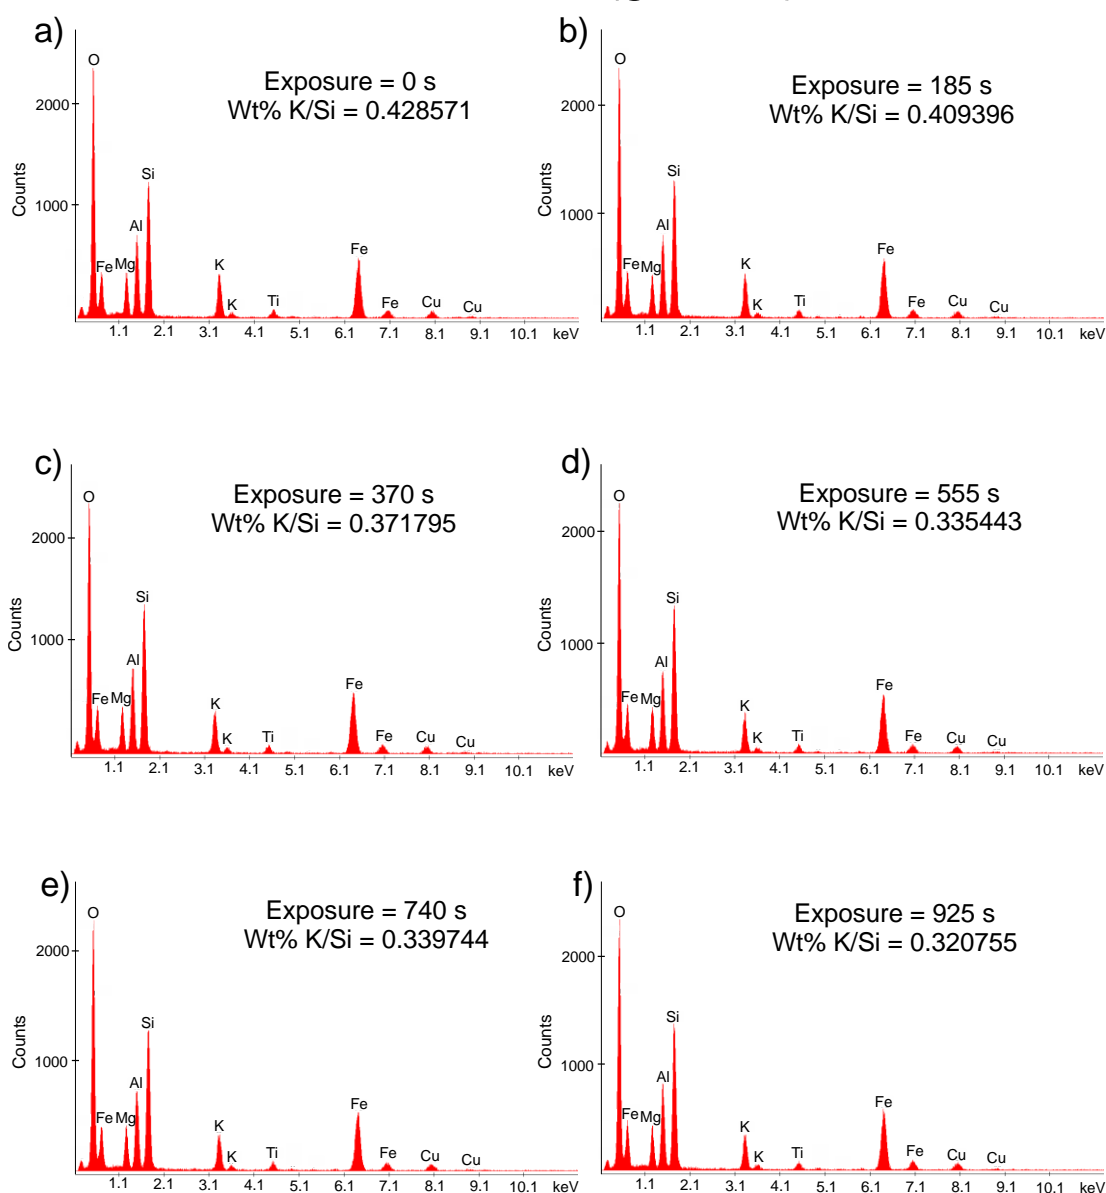 a)
Exposure = 0 s
Wt% K/Si = 0.428571
O
Si
Al
Fe Mg
K
K
Ti
Fe
Fe
Cu
Cu
2000
1000
Counts
1.1 2.1 3.1 4.1 5.1 6.1 7.1 8.1 9.1 10.1 keV
b)
Exposure = 185 s
Wt% K/Si = 0.409396
O
Si
Al
Fe Mg
K
K
Ti
Fe
Fe
Cu
Cu
2000
1000
Counts
1.1 2.1 3.1 4.1 5.1 6.1 7.1 8.1 9.1 10.1 keV
c)
Exposure = 370 s
Wt% K/Si = 0.371795
O
Si
Al
Fe Mg
K
K
Ti
Fe
Fe
Cu
Cu
2000
1000
Counts
1.1 2.1 3.1 4.1 5.1 6.1 7.1 8.1 9.1 10.1 keV
d)
Exposure = 555 s
Wt% K/Si = 0.335443
O
Si
Al
Fe Mg
K
K
Ti
Fe
Fe
Cu
Cu
2000
1000
Counts
1.1 2.1 3.1 4.1 5.1 6.1 7.1 8.1 9.1 10.1 keV
e)
Exposure = 740 s
Wt% K/Si = 0.339744
O
Si
Al
Fe Mg
K
K
Ti
Fe
Fe
Cu
Cu
2000
1000
Counts
1.1 2.1 3.1 4.1 5.1 6.1 7.1 8.1 9.1 10.1 keV
f)
Exposure = 925 s
Wt% K/Si = 0.320755
O
Si
Al
Fe Mg
K
K
Ti
Fe
Fe
Cu
Cu
2000
1000
Counts
1.1 2.1 3.1 4.1 5.1 6.1 7.1 8.1 9.1 10.1 keV